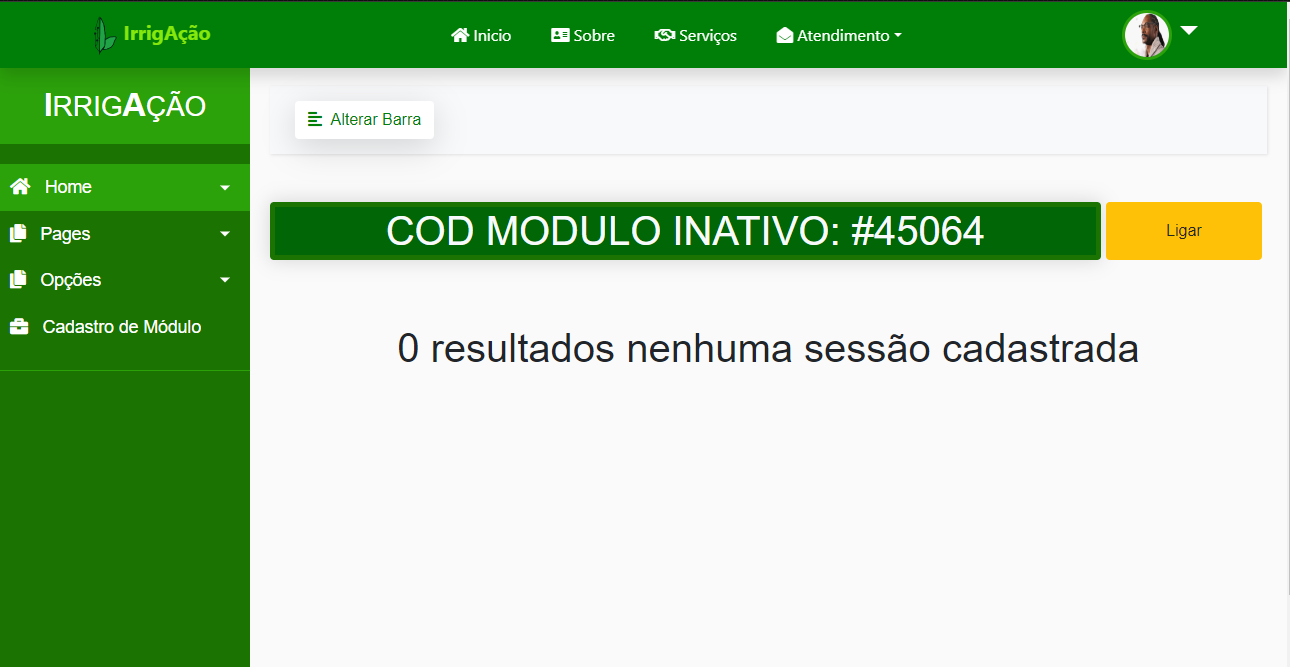 IrrigAção
Inicio
Sobre
Serviços
Atendimento
IRRIGAÇÃO
Alterar Barra
Home
Pages
Opções
Cadastro de Módulo
COD MODULO INATIVO: #45064
Ligar
0 resultados nenhuma sessão cadastrada